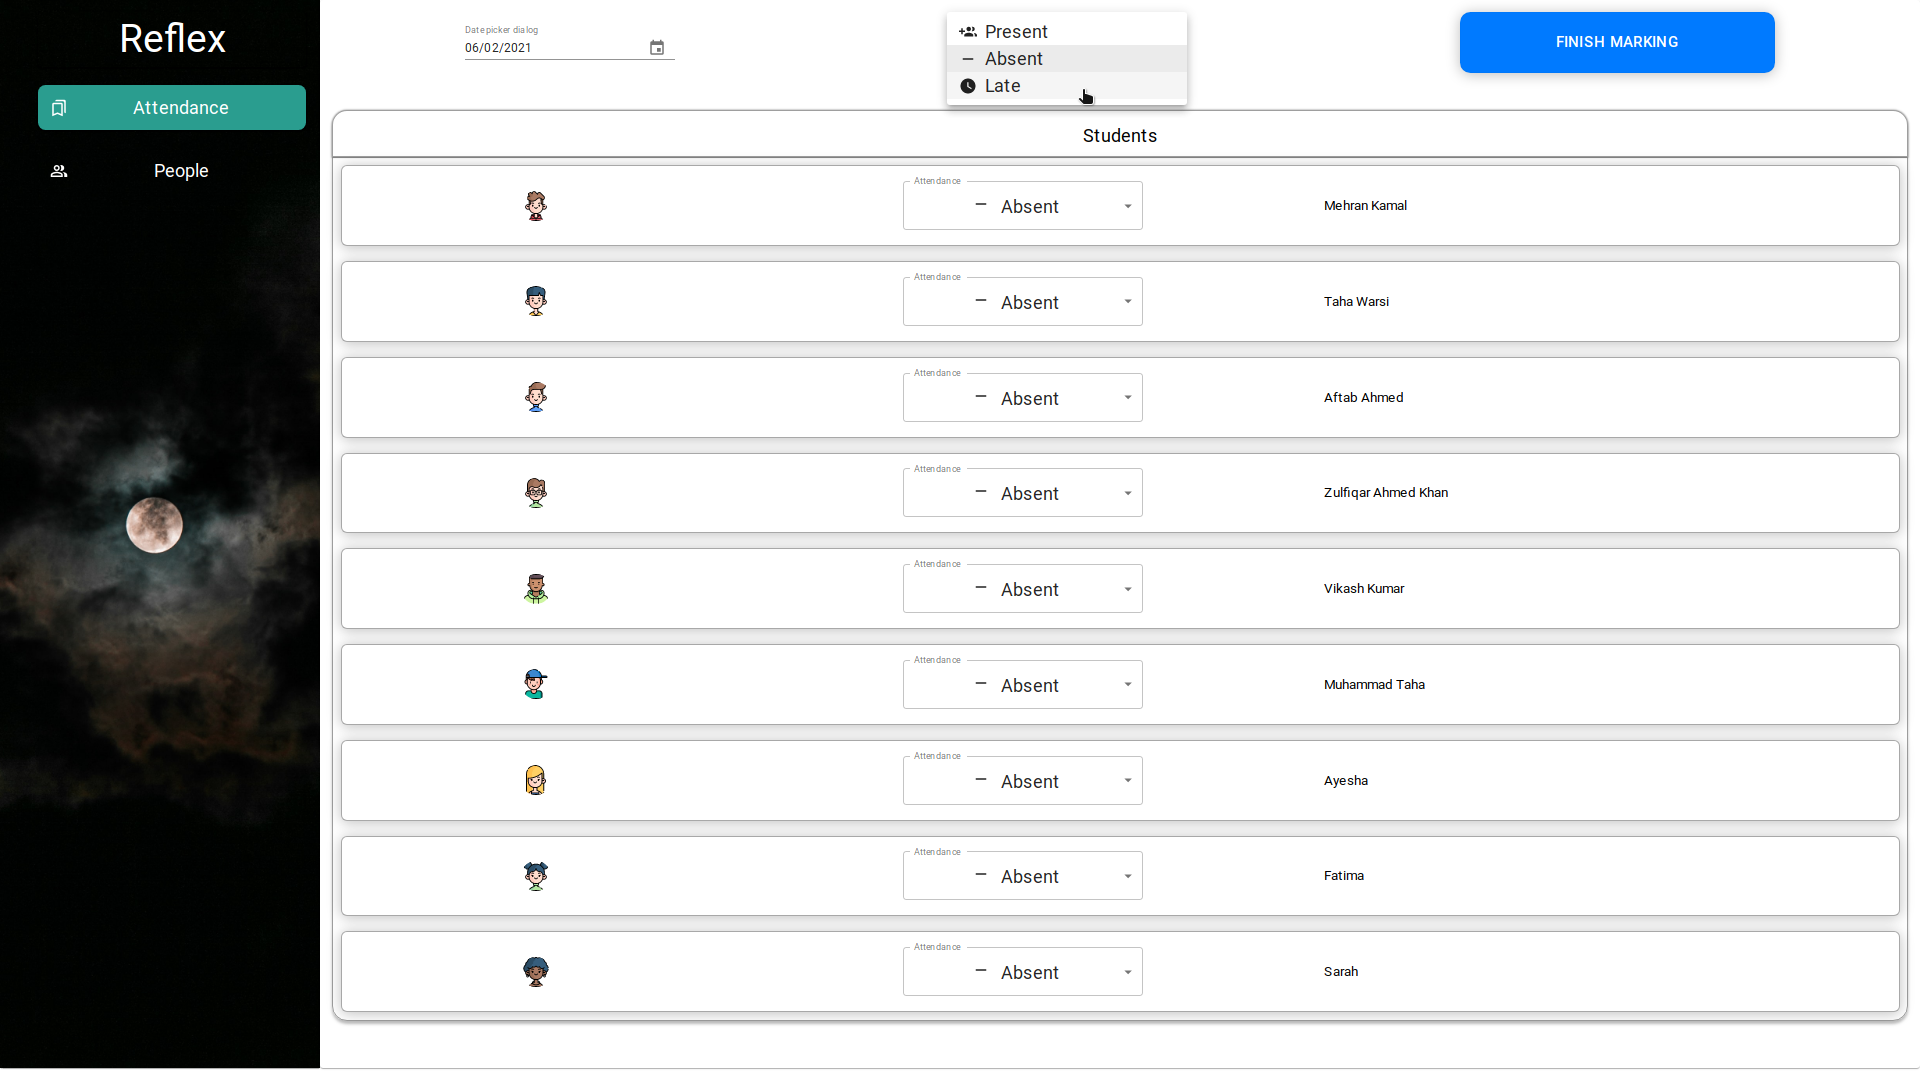 Reflex
Attendance
People
Date picker dialog
06/02/2021
Present
Absent
Late
FINISH MARKING
Students
Attendance
Absent
Mehran Kamal
Attendance
Absent
Taha Warsi
Attendance
Absent
Aftab Ahmed
Attendance
Absent
Zulfiqar Ahmed Khan
Attendance
Absent
Vikash Kumar
Attendance
Absent
Muhammad Taha
Attendance
Absent
Ayesha
Attendance
Absent
Fatima
Attendance
Absent
Sarah